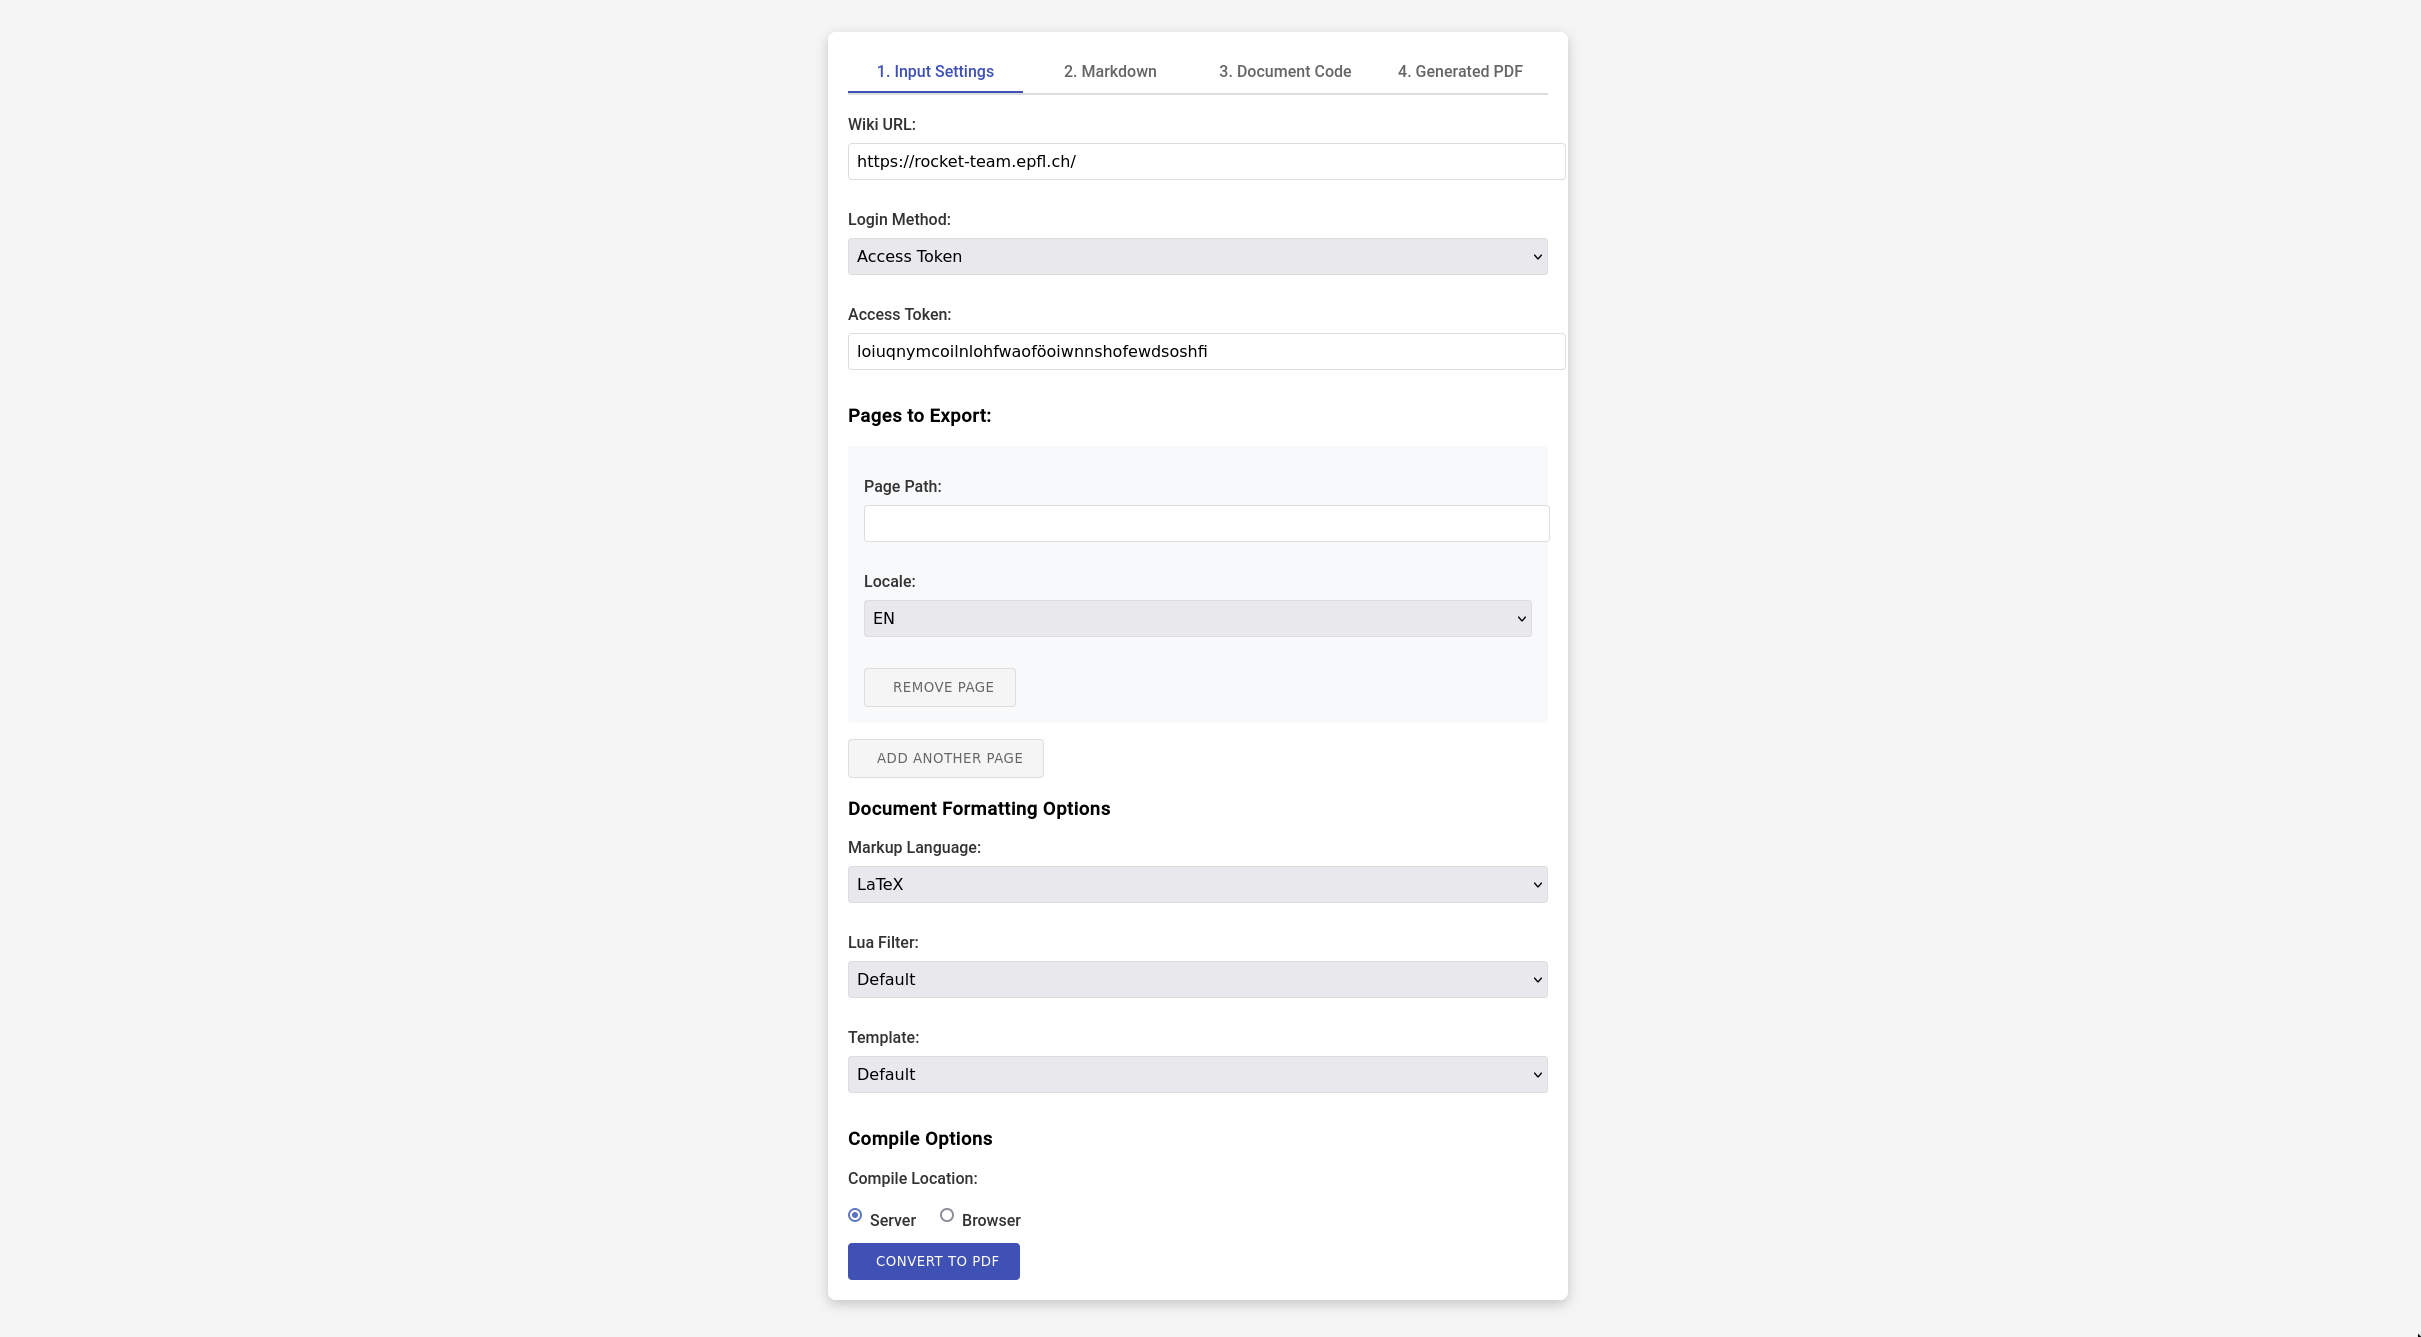 1. Input Settings 2. Markdown 3. Document Code 4. Generated PDF
Wiki URL:
https://rocket-team.epfl.ch/
Login Method:
Access Token
Access Token:
loiuqnymcoilnlohfwaoföoiwnnshofewdsoshfi
Pages to Export:
Page Path:
Locale:
EN
REMOVE PAGE
ADD ANOTHER PAGE
Document Formatting Options
Markup Language:
LaTeX
Lua Filter:
Default
Template:
Default
Compile Options
Compile Location:
Server Browser
CONVERT TO PDF